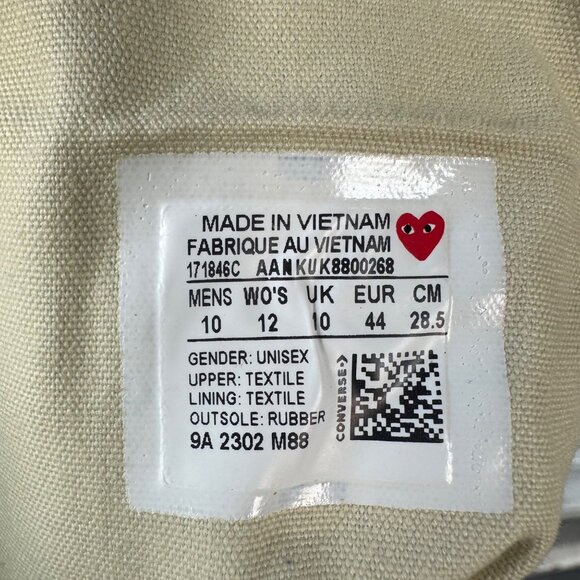 MADE IN VIETNAM
FABRIQUE AU VIETNAM
171846C AANKUK8800268
MENS WO'S UK EUR CM
10 12 10 44 28.5
GENDER: UNISEX
UPPER: TEXTILE
LINING: TEXTILE
OUTSOLE: RUBBER
9A 2302 M88
CONVERSE